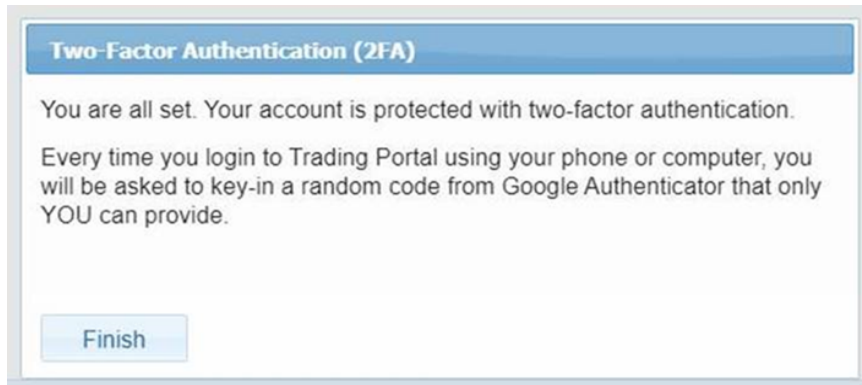 Two-Factor Authentication (2FA)
You are all set. Your account is protected with two-factor authentication.
Every time you login to Trading Portal using your phone or computer, you
will be asked to key-in a random code from Google Authenticator that only
YOU can provide.
Finish